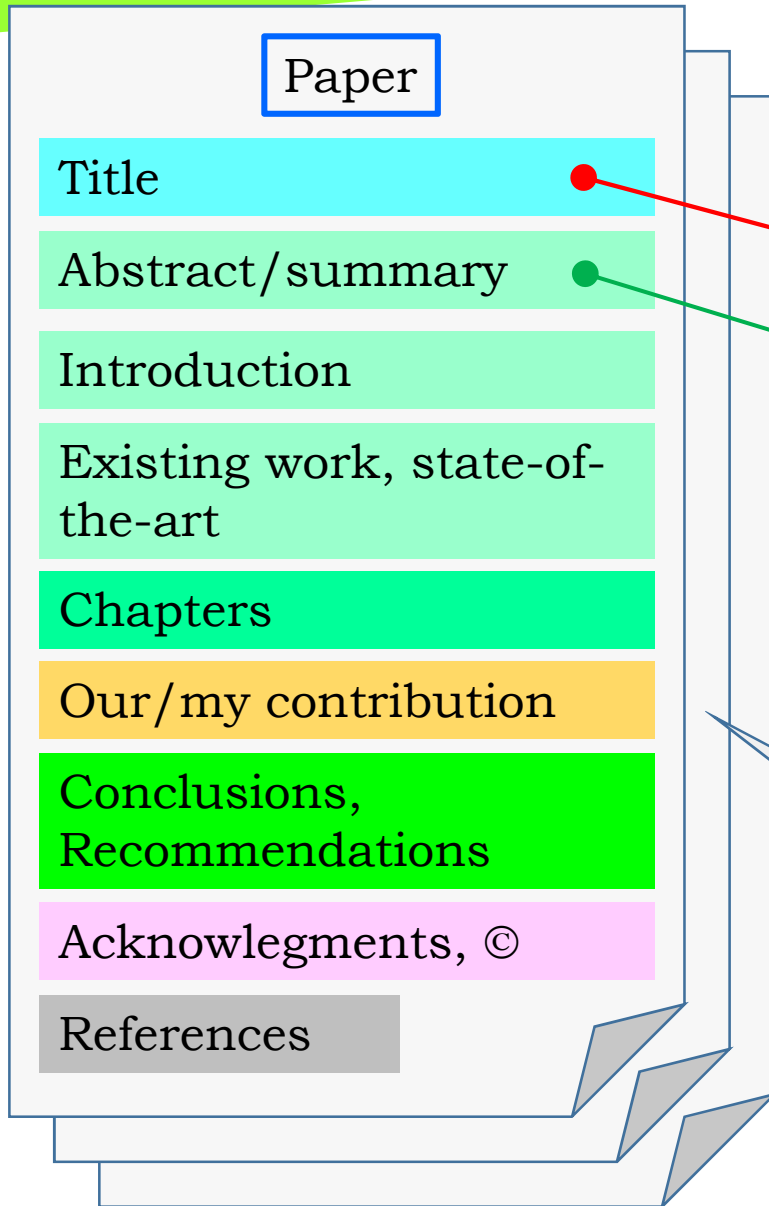 Paper
Title
Abstract/summary
Introduction
Existing work, state-of-
the-art
Chapters
Our/my contribution
Conclusions,
Recommendations
Acknowlegments, ©
References